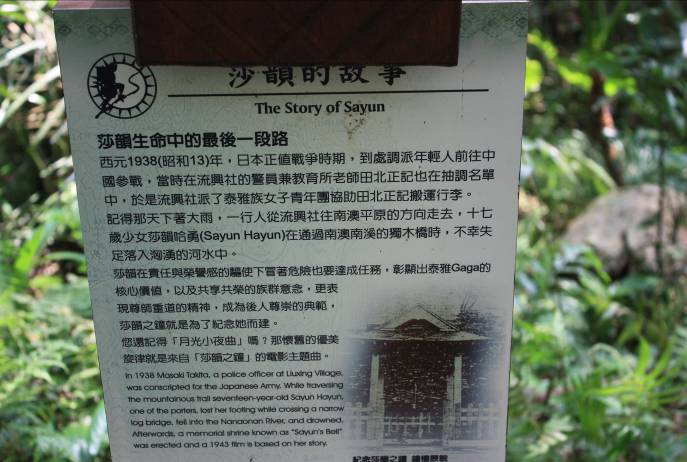 莎韻的故事
The Story of Sayun
莎韻生命中的最後一段路
西元1938(昭和13)年，日本正值戰爭時期，到處調派年輕人前往中
國參戰，當時在流興社的警員兼教育所老師田北正記也在抽調名單
中，於是流興社派了泰雅族女子青年團協助田北正記搬運行李。
記得那天下著大雨，一行人從流興社往南澳平原的方向走去，十七
歲少女莎韻哈勇(Sayun Hayun)在通過南澳南溪的獨木橋時，不幸失
足落入洶湧的河水中。
莎韻在責任與榮譽感的驅使下冒著危險也要達成任務，彰顯出泰雅Gaga的
核心價值，以及共享共榮的族群意念，更表
現尊師重道的精神，成為後人尊崇的典範，
莎韻之鐘就是為了紀念她而建。
您還記得「月光小夜曲」嗎？那懷舊的優美
旋律就是來自「莎韻之鐘」的電影主題曲。
In 1938 Masaki Takita, a police officer at Liuxing Village,
was conscripted for the Japanese Army. While traversing
the mountainous trail seventeen-year-old Sayun Hayun,
one of the porters, lost her footing while crossing a narrow
log bridge, fell into the Nanaonan River, and drowned.
Afterwards, a memorial shrine known as "Sayun's Bell"
was erected and a 1943 film is based on her story.
紀念莎韻之鐘